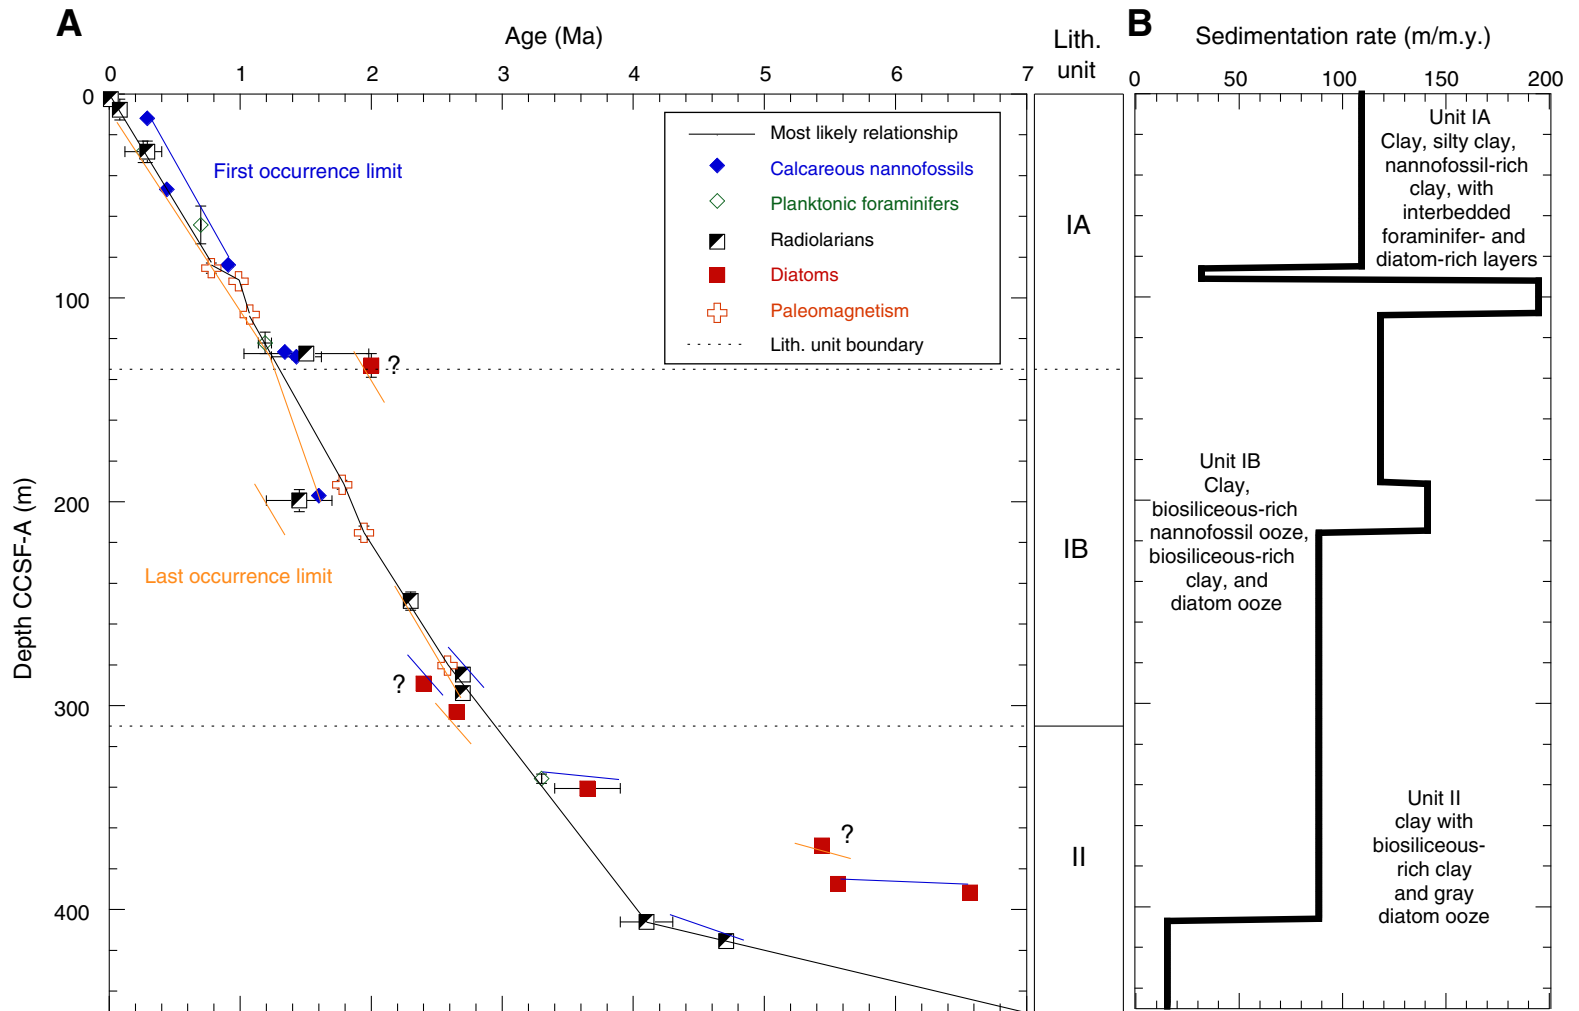 A
Age (Ma)
0 1 2 3 4 5 6 7
Depth CCSF-A (m)
0
100
200
300
400
First occurrence limit
Last occurrence limit
?
?
?
Most likely relationship
Calcareous nannofossils
Planktonic foraminifers
Radiolarians
Diatoms
Paleomagnetism
Lith. unit boundary
Lith.
unit
IA
IB
II
B
Sedimentation rate (m/m.y.)
0 50 100 150 200
Unit IA
Clay, silty clay,
nannofossil-rich
clay, with
interbedded
foraminifer- and
diatom-rich layers
Unit IB
Clay,
biosiliceous-rich
nannofossil ooze,
biosiliceous-rich
clay, and
diatom ooze
Unit II
clay with
biosiliceous-
rich clay
and gray
diatom ooze